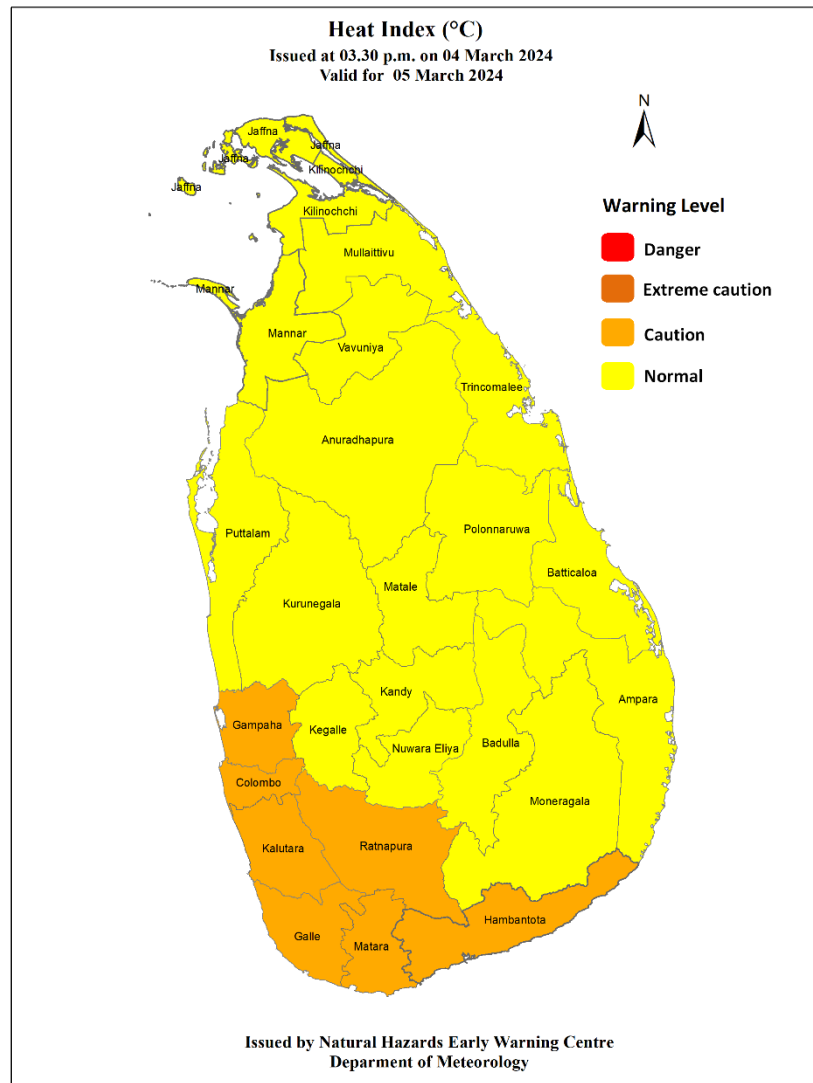 Heat Index (°C)
Issued at 03.30 p.m. on 04 March 2024
Valid for 05 March 2024
N
Jaffna
Jaffna
Jaffna
Kilinochchi
Jaffna
Kilinochchi
Warning Level
Danger
Mullaittivu
Extreme caution
Mannar
Mannar
Caution
Vavuniya
Normal
Trincomalee
Anuradhapura
Puttalam
Polonnaruwa
Batticaloa
Matale
Kurunegala
Kandy
Ampara
Gampaha
Kegalle
Nuwara Eliya
Badulla
Colombo
Moneragala
Kalutara
Ratnapura
Hambantota
Galle
Matara
Issued by Natural Hazards Early Warning Centre
Deparment of Meteorology